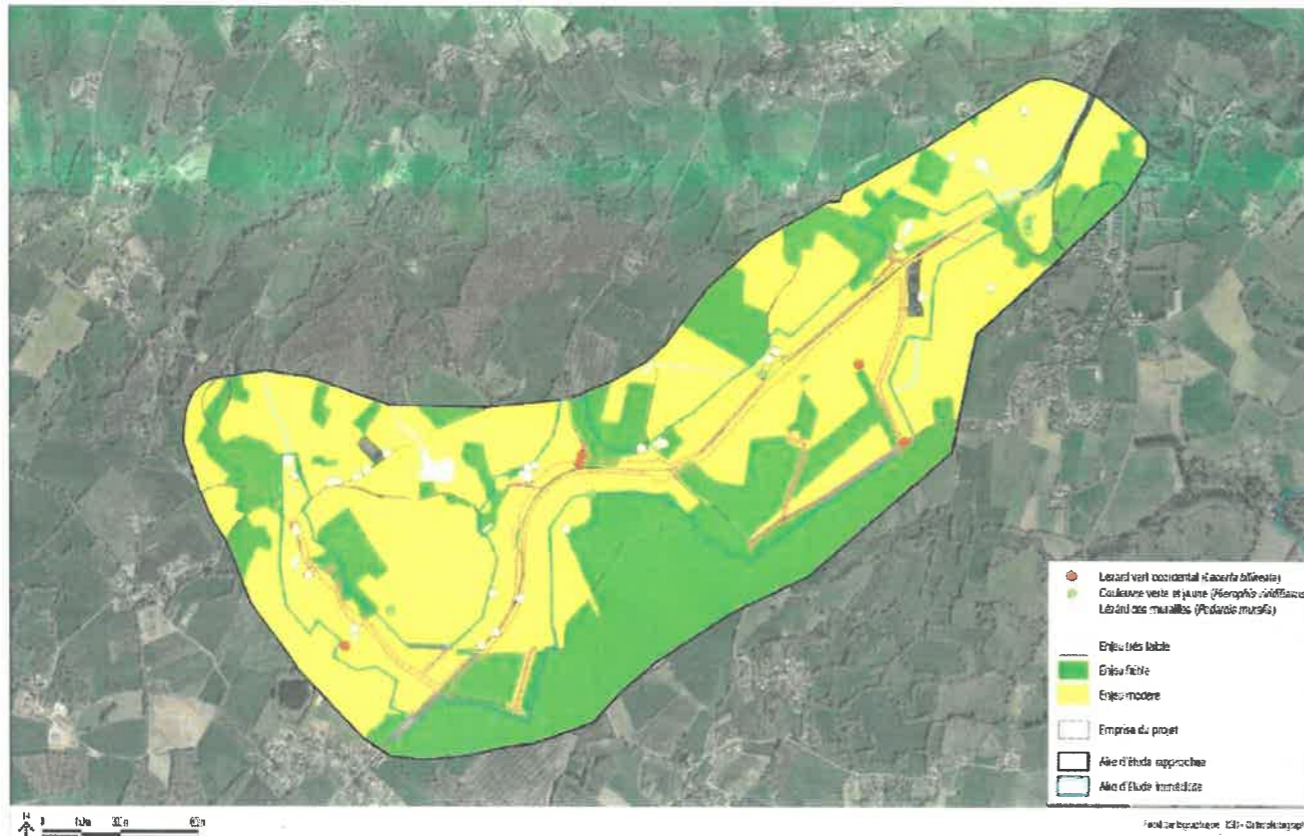 Lézard vert occidental (Lacerta bilineata)
Couleuvre verte et jaune (Hierophis viridiflavus
Lézard des murailles (Podarcis muralis)
Enjeu très faible
Enjeu faible
Enjeu modéré
Emprise du projet
Aire d'étude rapprochée
Aire d'étude immédiate
N
0